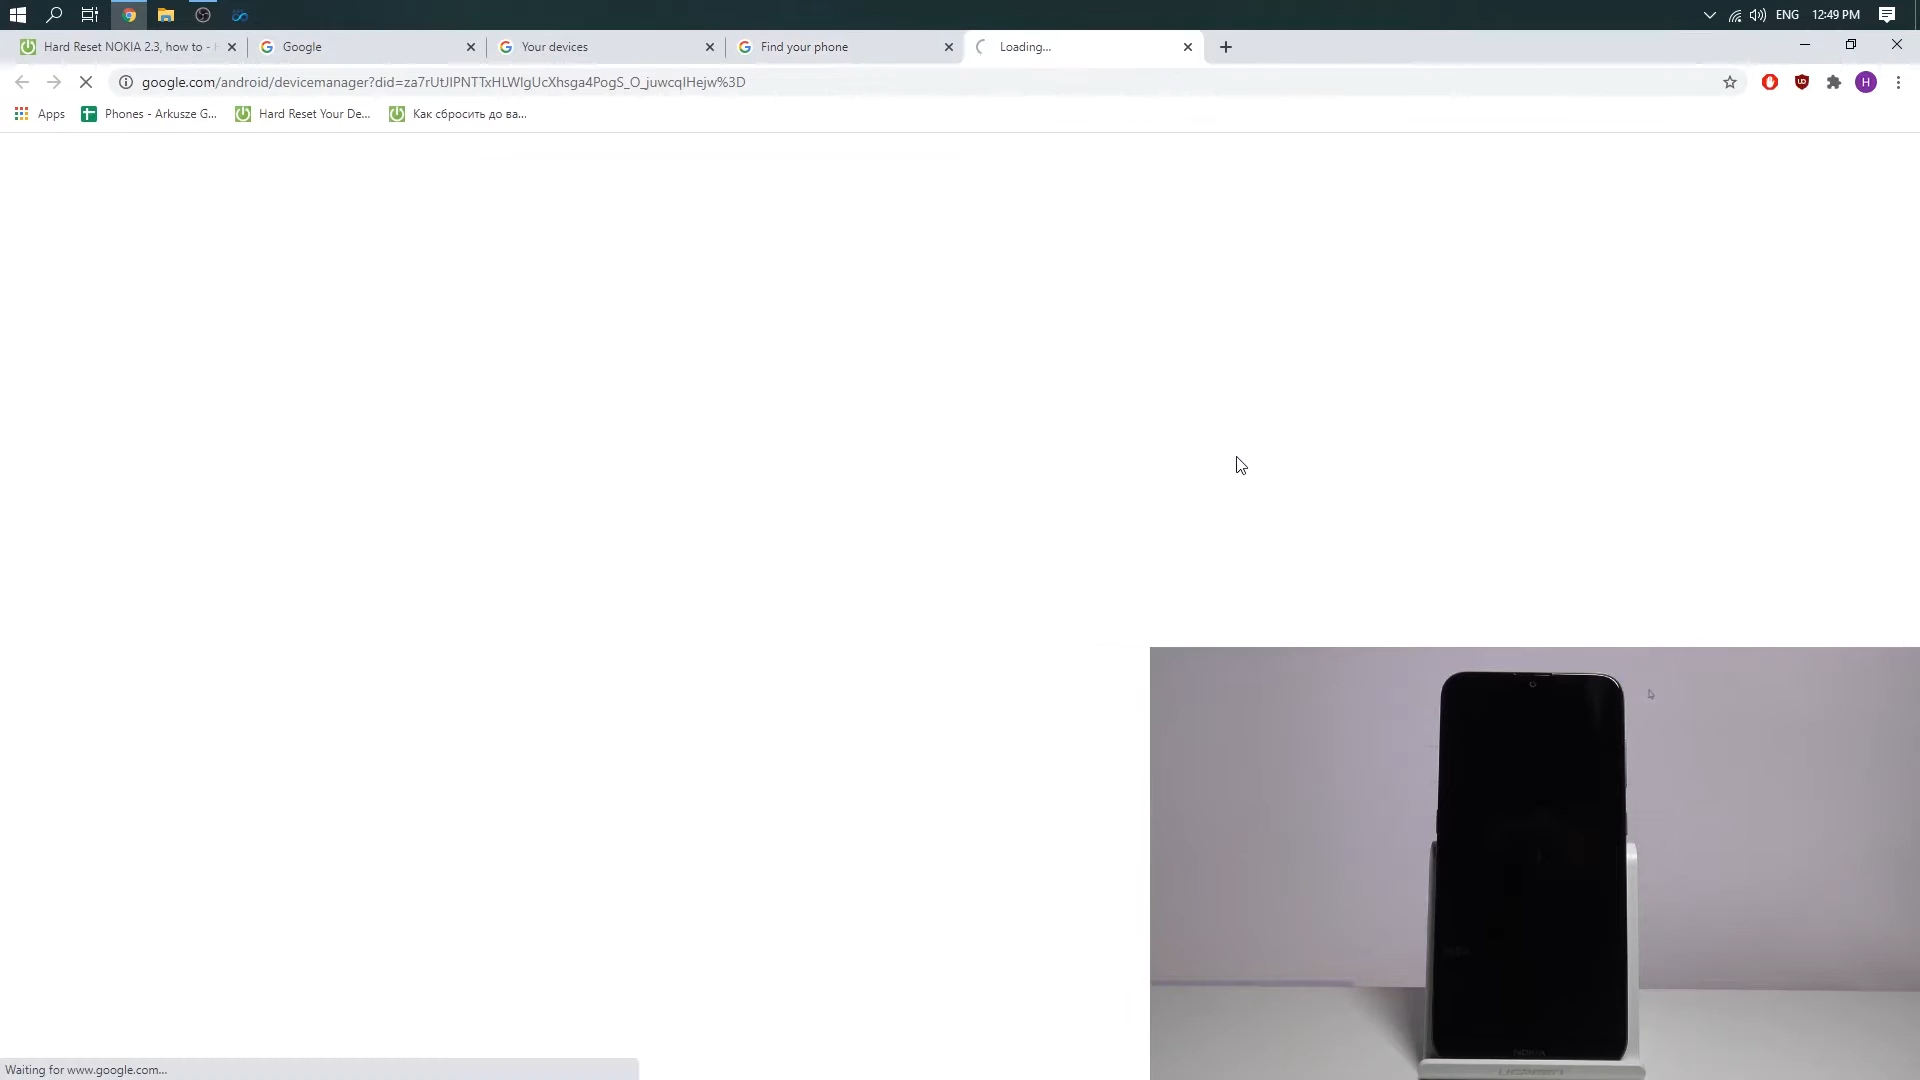 ENG 12:49 PM
Hard Reset NOKIA 2.3, how to -
Google
Your devices
Find your phone
Loading...
google.com/android/devicemanager?did=za7rUtJIPNTTxHLWIgUcXhsga4PogS_O_juwcqIHejw%3D
H
Apps
Phones - Arkusze G...
Hard Reset Your De...
Как сбросить до ва...
NOKIA
UGREEN
Waiting for www.google.com...